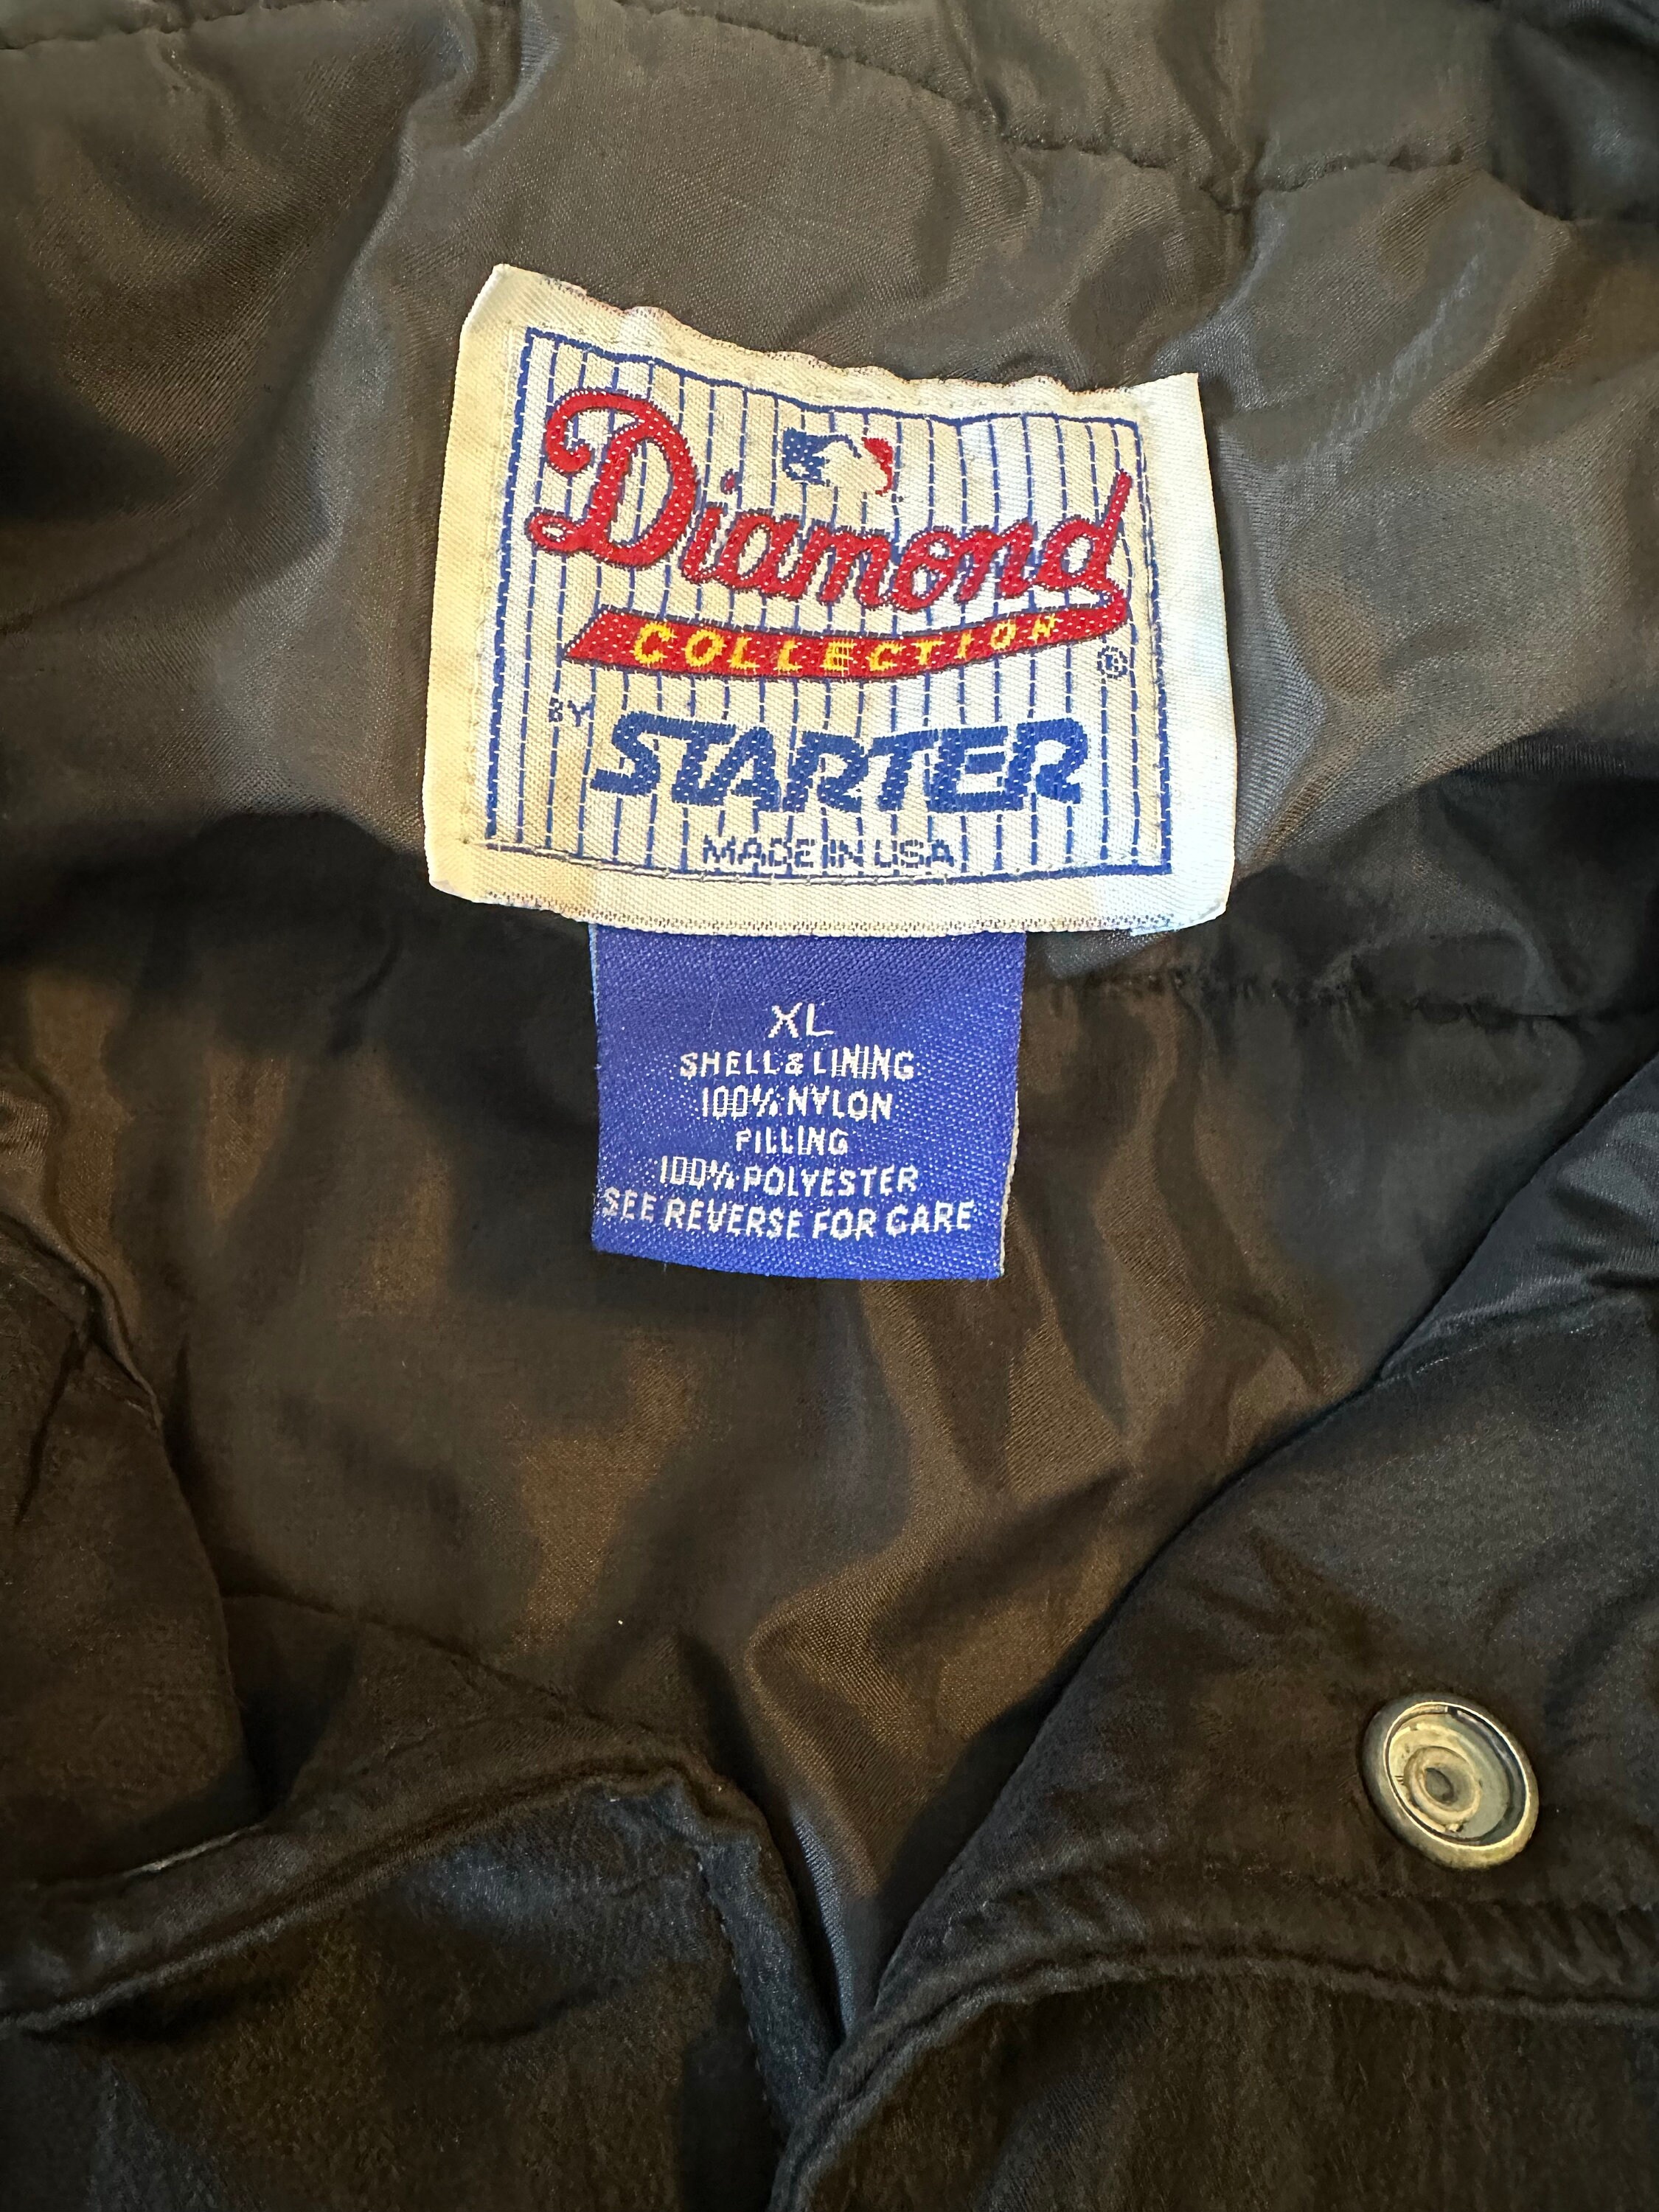 Diamond
COLLECTION
®
BY STARTER
MADE IN USA
XL
SHELL & LINING
100% NYLON
FILLING
100% POLYESTER
SEE REVERSE FOR CARE